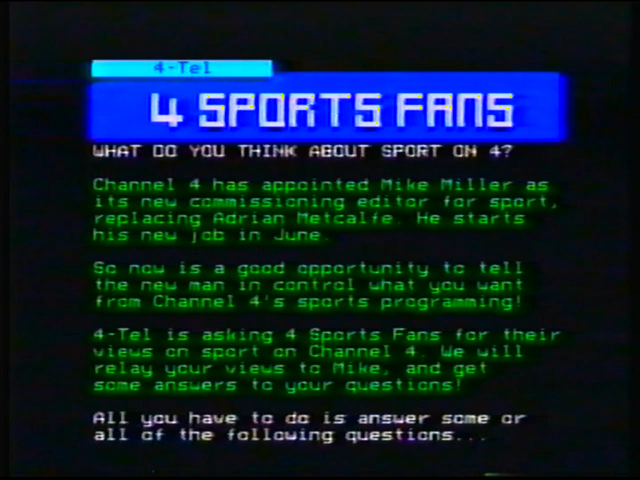 4-Tel
4 SPORTS FANS
WHAT DO YOU THINK ABOUT SPORT ON 4?
Channel 4 has appointed Mike Miller as
its new commissioning editor for sport,
replacing Adrian Metcalfe. He starts
his new job in June.
So now is a good opportunity to tell
the new man in control what you want
from Channel 4's sports programming!
4-Tel is asking 4 Sports Fans for their
views on sport on Channel 4. We will
relay your views to Mike, and get
some answers to your questions!
All you have to do is answer some or
all of the following questions...